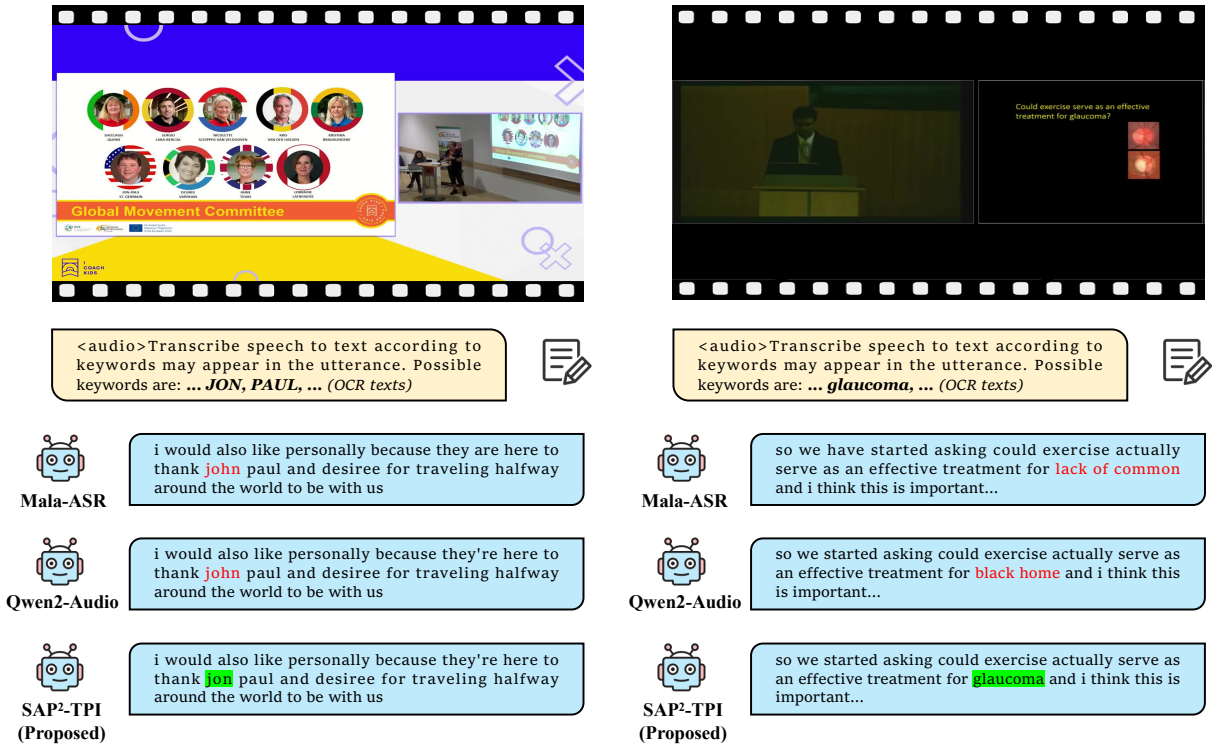 SHEELAGH
QUINN
SERGIO
LARA-BERCIAL
NICOLETTE
SCHIPPER-VAN VELDHOVEN
KRIS
VAN DER HAEGEN
KRISTINA
JON-PAUL
ST. GERMAIN
DESIREE
VARDHAN
ANNE
LORRAINE
LAFRENIERE
Global Movement Committee
I
COACH
KIDS
Could exercise serve as an effective
treatment for glaucoma?
<audio>Transcribe speech to text according to
keywords may appear in the utterance. Possible
keywords are: ... JON, PAUL, ... (OCR texts)
Mala-ASR
i would also like personally because they are here to
thank john paul and desiree for traveling halfway
around the world to be with us
Qwen2-Audio
i would also like personally because they're here to
thank john paul and desiree for traveling halfway
around the world to be with us
SAP²-TPI
(Proposed)
i would also like personally because they're here to
thank jon paul and desiree for traveling halfway
around the world to be with us
<audio>Transcribe speech to text according to
keywords may appear in the utterance. Possible
keywords are: ... glaucoma, ... (OCR texts)
Mala-ASR
so we have started asking could exercise actually
serve as an effective treatment for lack of common
and i think this is important...
Qwen2-Audio
so we started asking could exercise actually serve as
an effective treatment for black home and i think this
is important...
SAP²-TPI
(Proposed)
so we started asking could exercise actually serve as
an effective treatment for glaucoma and i think this is
important...